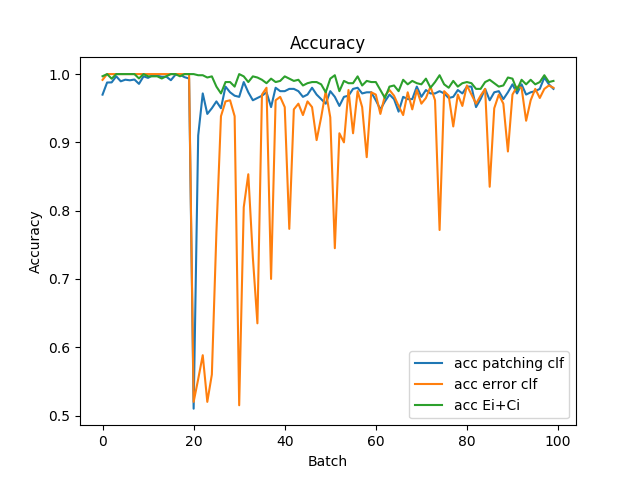 Accuracy
1.0
0.9
0.8
0.7
0.6
0.5
Accuracy
acc patching clf
acc error clf
acc Ei+Ci
0 20 40 60 80 100
Batch